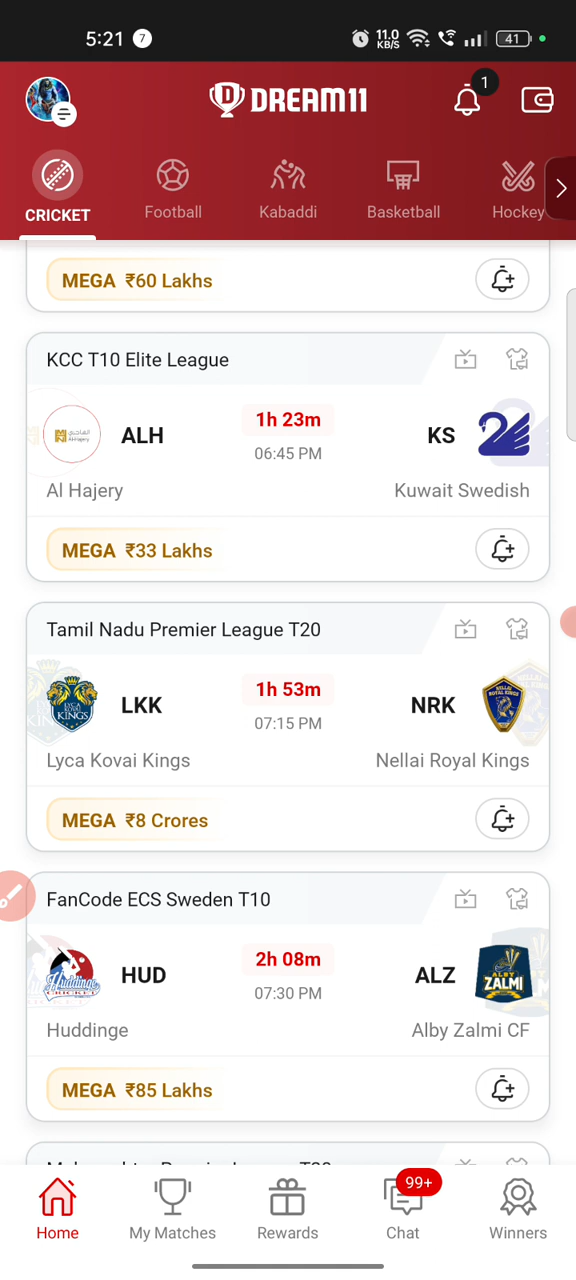 5:21 7 11.0 KB/S 41
DREAM11 1
CRICKET Football Kabaddi Basketball Hockey
MEGA ₹60 Lakhs
KCC T10 Elite League
ALH 1h 23m KS
06:45 PM
Al Hajery Kuwait Swedish
MEGA ₹33 Lakhs
Tamil Nadu Premier League T20
LKK 1h 53m NRK
07:15 PM
Lyca Kovai Kings Nellai Royal Kings
MEGA ₹8 Crores
FanCode ECS Sweden T10
HUD 2h 08m ALZ
07:30 PM
Huddinge Alby Zalmi CF
MEGA ₹85 Lakhs
99+
Home My Matches Rewards Chat Winners